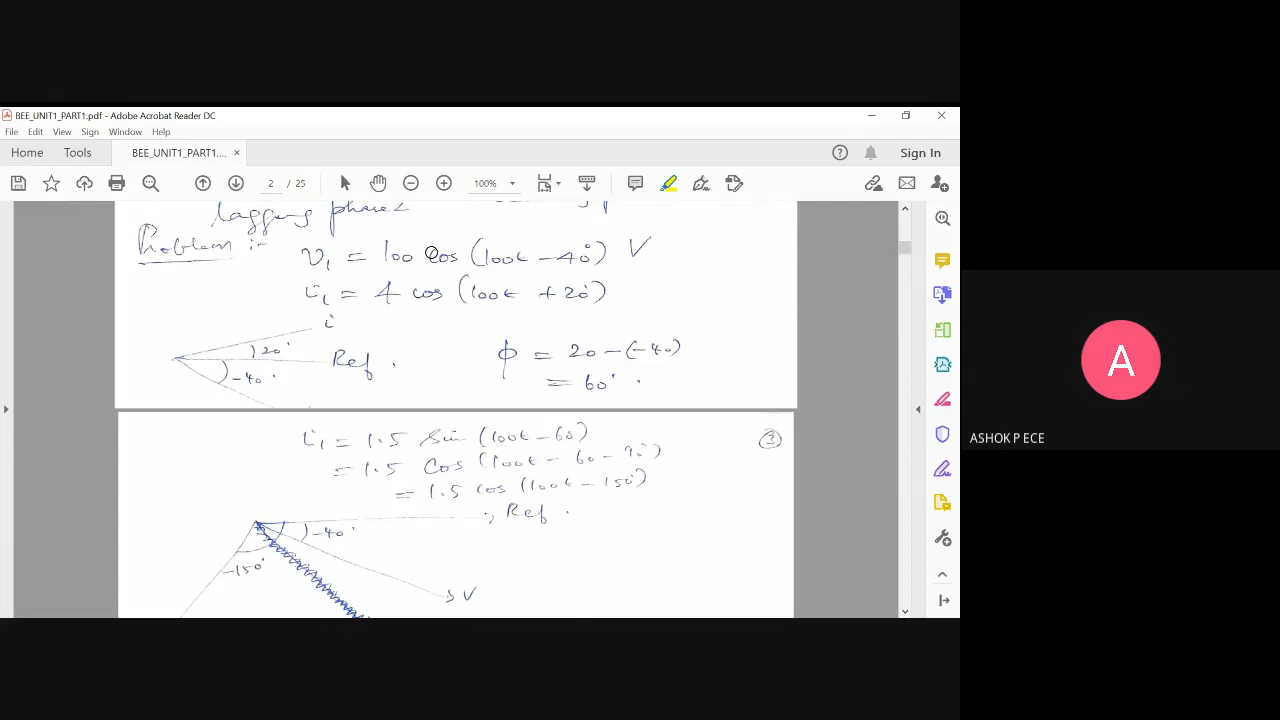 BEE_UNIT1_PART1.pdf - Adobe Acrobat Reader DC
File Edit View Window Help
Home Tools BEE_UNIT1_PART1.... × Sign In
2 / 25 100%
lagging phase
Problem :-
v₁ = 100 cos (100t - 40°) V
i₁ = 4 cos (100t + 20°)
i
20°
Ref.
-40°
φ = 20 - (-40)
= 60°.
i₁ = 1.5 sin (100t - 60)
3
= 1.5 cos (100t - 60 - 90°)
= 1.5 cos (100t - 150°)
Ref.
-40°
-150°
V
A
ASHOK P ECE